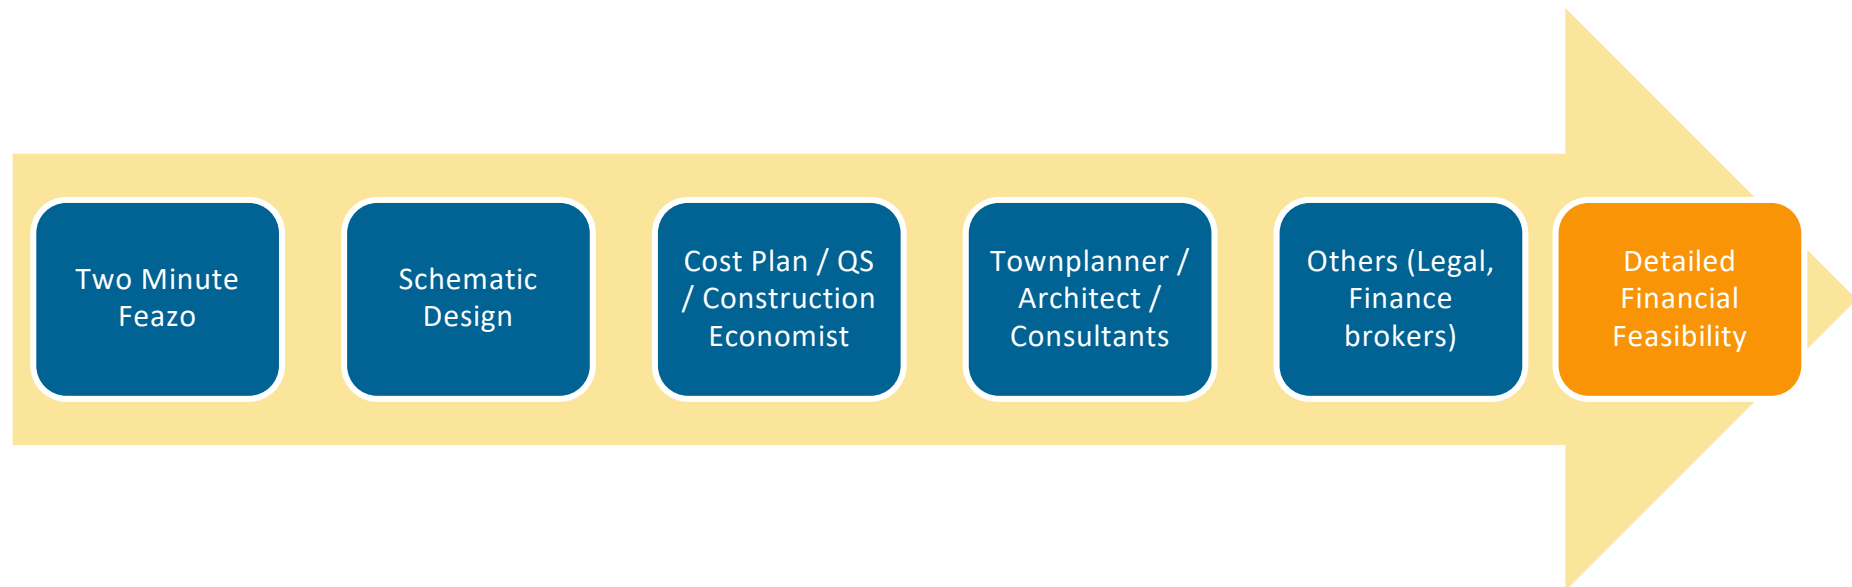 Two Minute
Feazo
Schematic
Design
Cost Plan / QS
/ Construction
Economist
Townplanner /
Architect /
Consultants
Others (Legal,
Finance
brokers)
Detailed
Financial
Feasibility